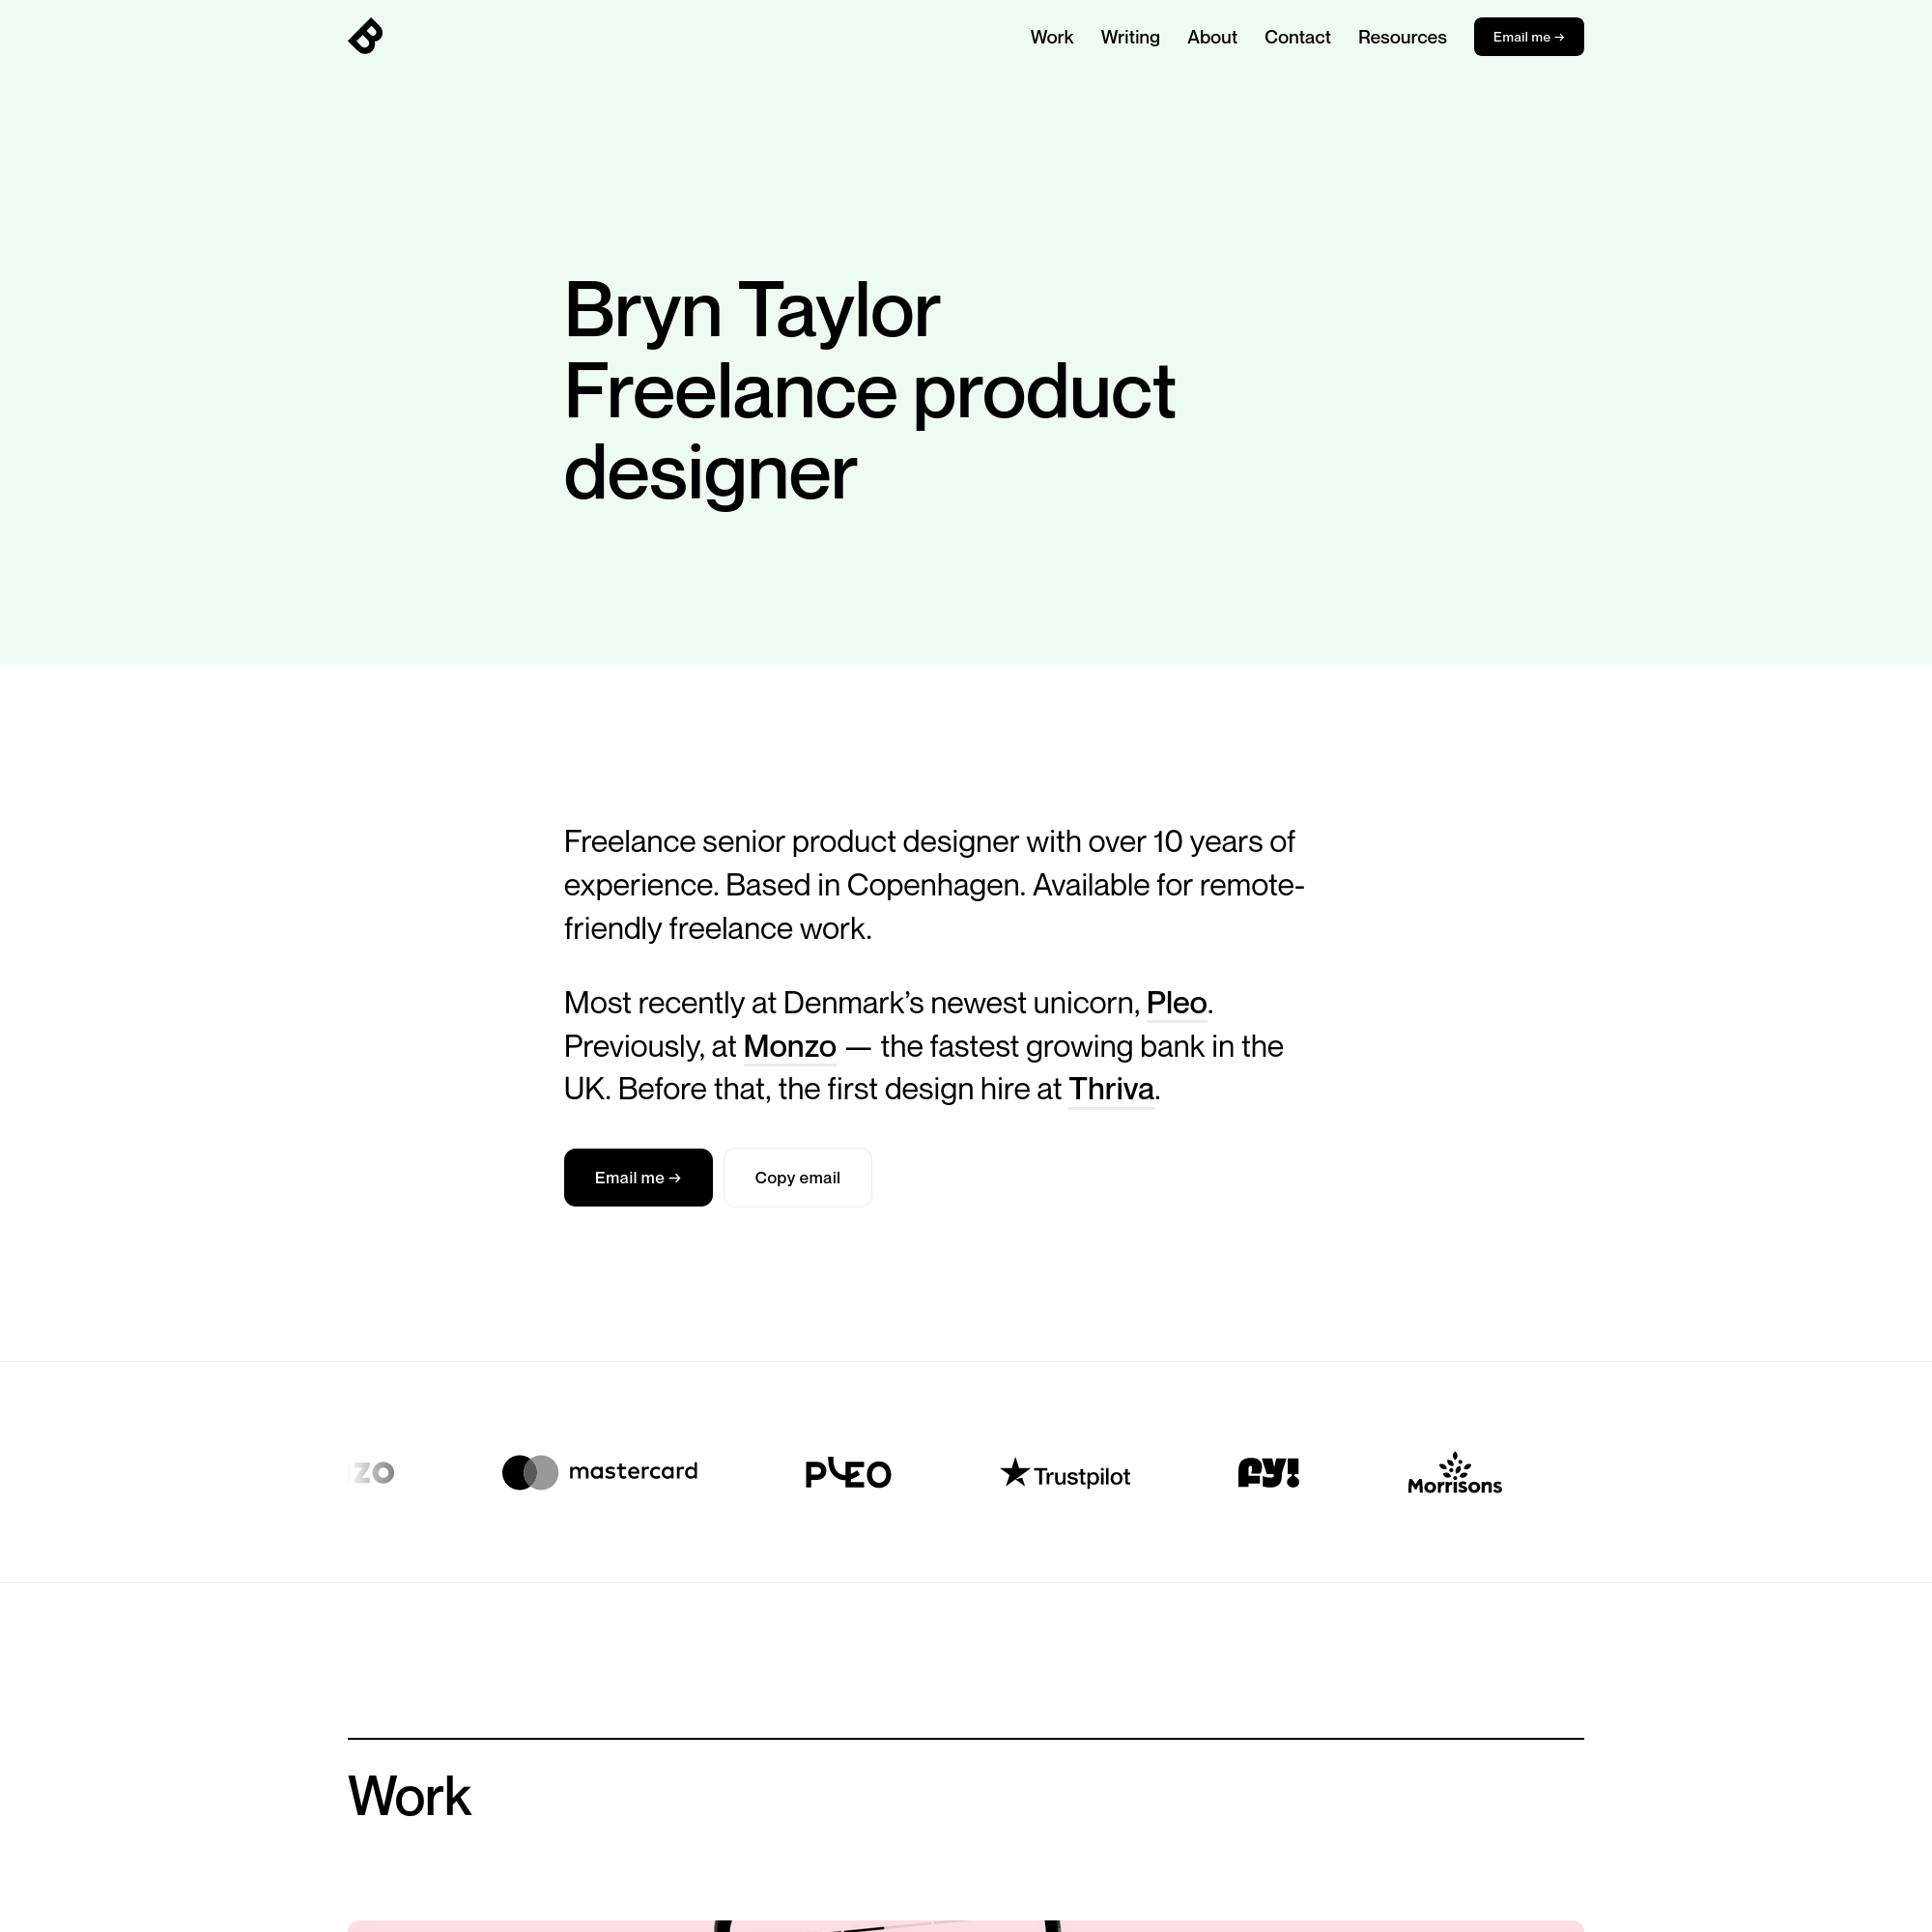 B
Work Writing About Contact Resources Email me →
Bryn Taylor
Freelance product
designer
Freelance senior product designer with over 10 years of
experience. Based in Copenhagen. Available for remote-
friendly freelance work.
Most recently at Denmark’s newest unicorn, Pleo.
Previously, at Monzo — the fastest growing bank in the
UK. Before that, the first design hire at Thriva.
Email me → Copy email
zo mastercard PLEO Trustpilot FY! Morrisons
Work